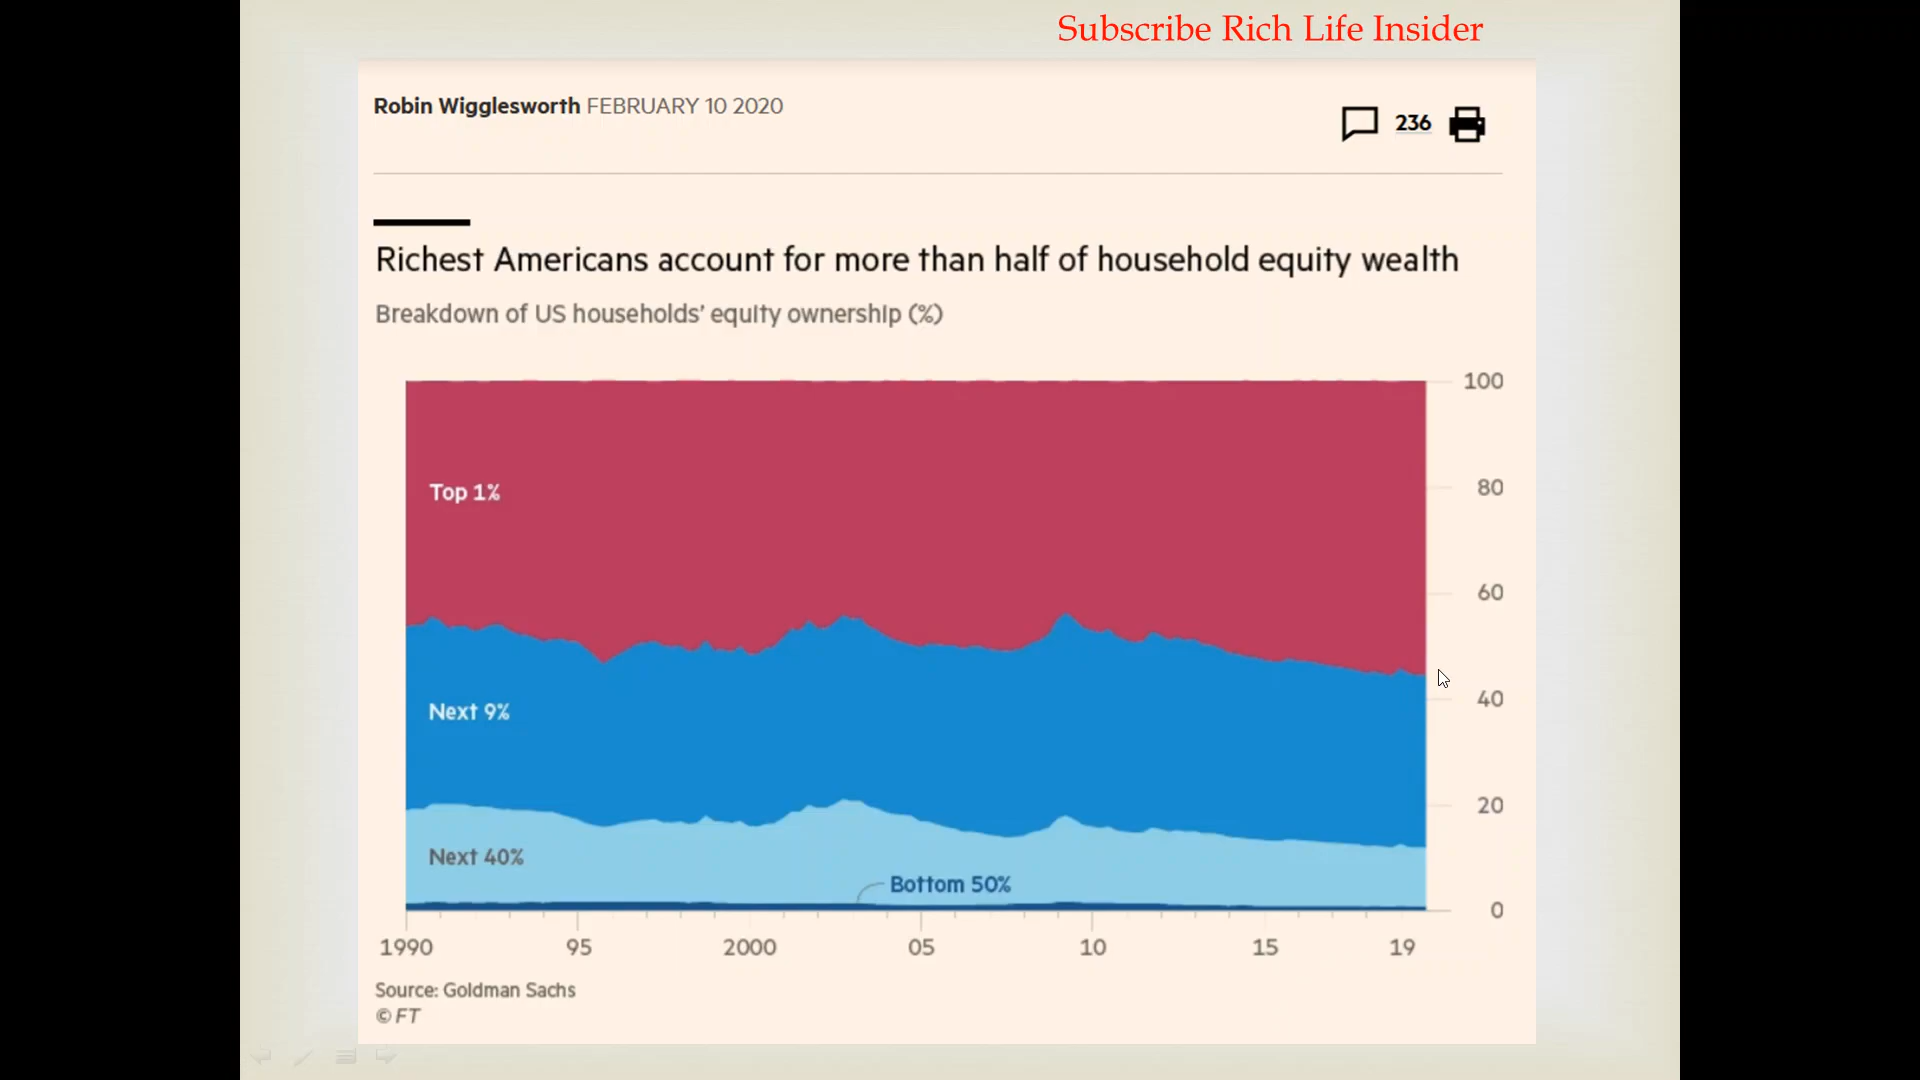 Subscribe Rich Life Insider
Robin Wigglesworth FEBRUARY 10 2020
236
Richest Americans account for more than half of household equity wealth
Breakdown of US households’ equity ownership (%)
100
80
60
40
20
0
Top 1%
Next 9%
Next 40%
Bottom 50%
1990 95 2000 05 10 15 19
Source: Goldman Sachs
© FT